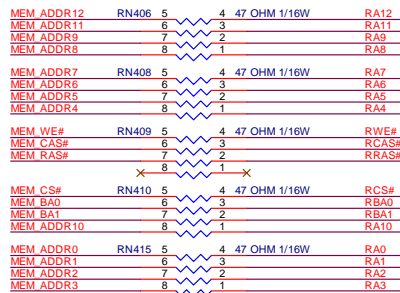 MEM_ADDR12 RN406 5 4 47 OHM 1/16W RA12
MEM_ADDR11 6 3 RA11
MEM_ADDR9 7 2 RA9
MEM_ADDR8 8 1 RA8
MEM_ADDR7 RN408 5 4 47 OHM 1/16W RA7
MEM_ADDR6 6 3 RA6
MEM_ADDR5 7 2 RA5
MEM_ADDR4 8 1 RA4
MEM_WE# RN409 5 4 47 OHM 1/16W RWE#
MEM_CAS# 6 3 RCAS#
MEM_RAS# 7 2 RRAS#
8 1
MEM_CS# RN410 5 4 47 OHM 1/16W RCS#
MEM_BA0 6 3 RBA0
MEM_BA1 7 2 RBA1
MEM_ADDR10 8 1 RA10
MEM_ADDR0 RN415 5 4 47 OHM 1/16W RA0
MEM_ADDR1 6 3 RA1
MEM_ADDR2 7 2 RA2
MEM_ADDR3 8 1 RA3